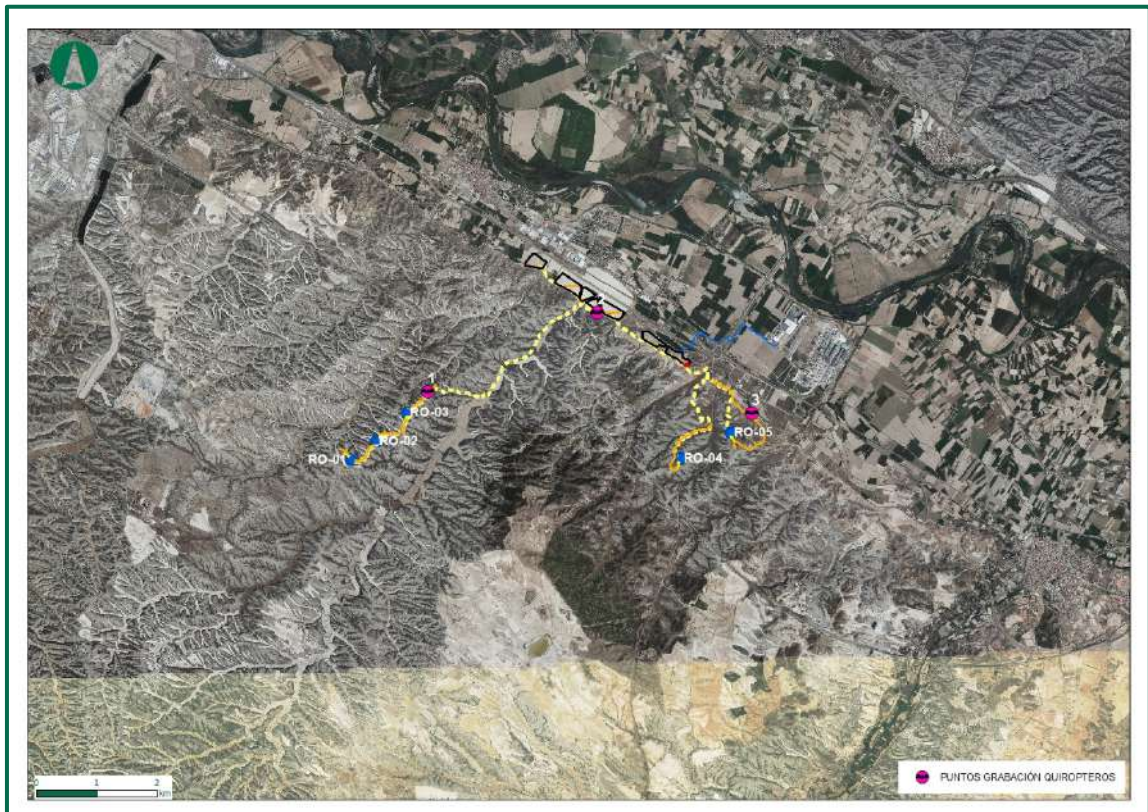 1
3
RO-03
RO-02
RO-01
RO-05
RO-04
0 1 2
km
PUNTOS GRABACIÓN QUIROPTEROS